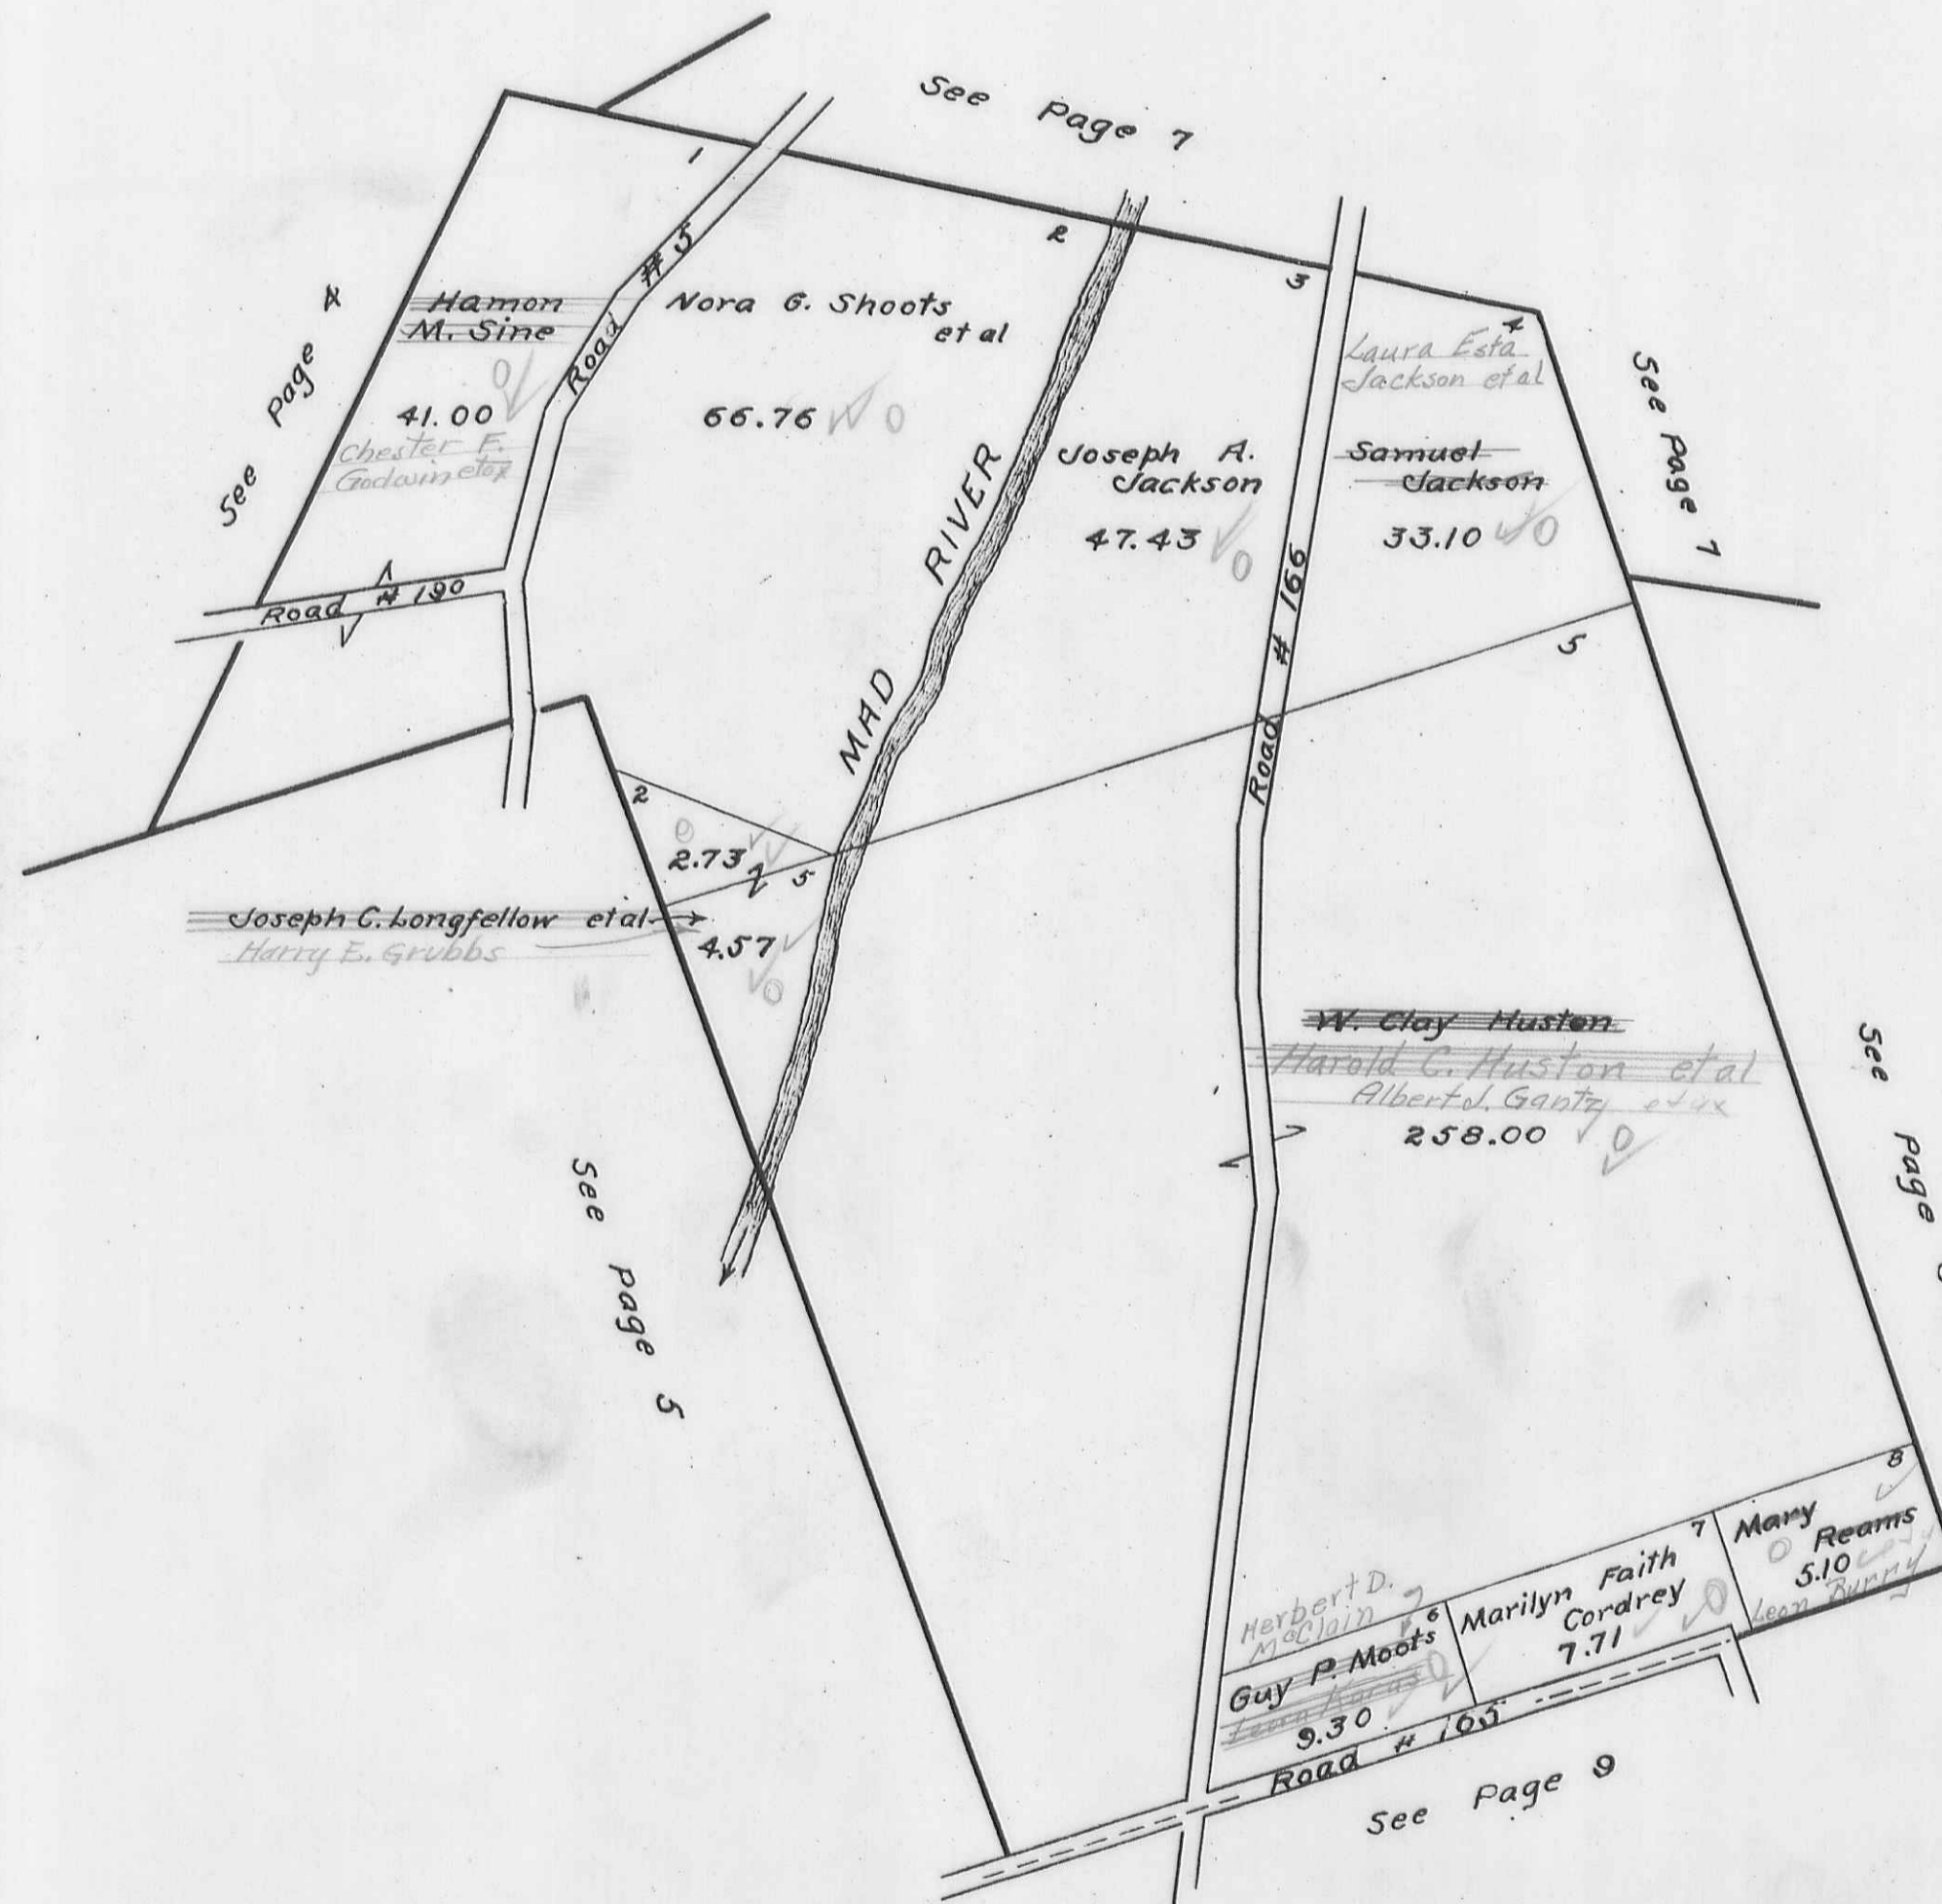 See Page 7
1
2
3
4
See Page 4
Road # 5
Hamon
M. Sine
41.00
Chester F.
Godwin etux
Nora G. Shoots
et al
66.76
MAD RIVER
Joseph A.
Jackson
47.43
Road # 166
Laura Esta
Jackson et al
Samuel
Jackson
33.10
See Page 7
Road # 190
5
2
2.73
5
Joseph C. Longfellow et al
Harry E. Grubbs
4.57
W. Clay Huston
Harold C. Huston et al
Albert J. Gantz et ux
258.00
See Page
See Page 5
8
Mary
Reams
5.10
Leon Burry
7
Marilyn Faith
Cordrey
7.71
Herbert D.
McClain
6
Guy P. Moots
9.30
Road # 165
See Page 9